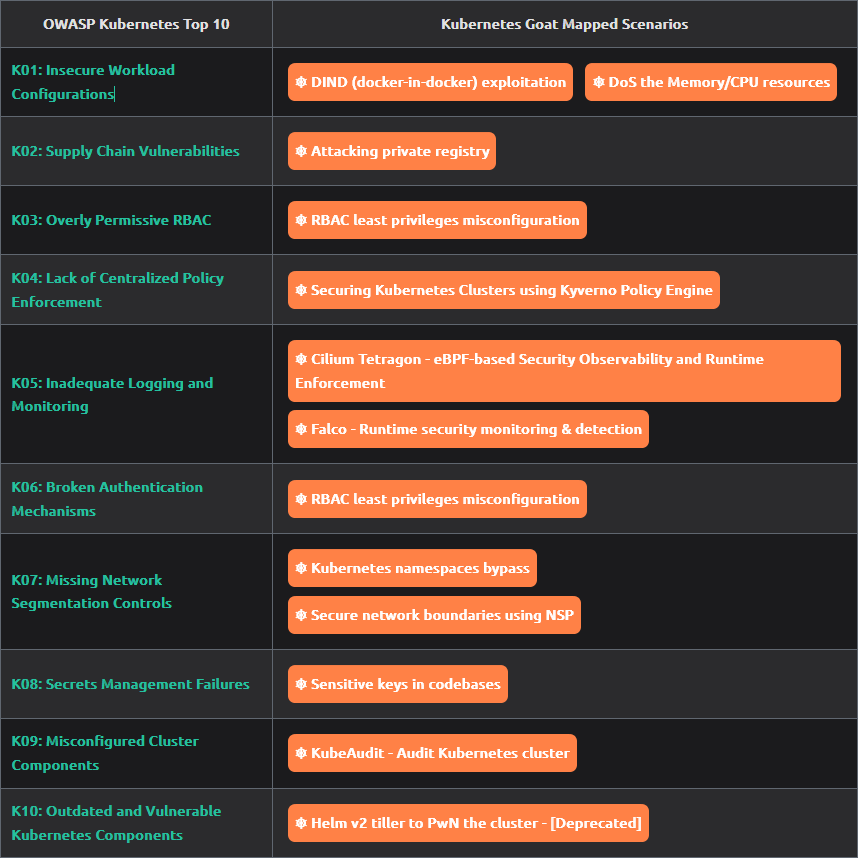 OWASP Kubernetes Top 10
Kubernetes Goat Mapped Scenarios
K01: Insecure Workload
Configurations
DIND (docker-in-docker) exploitation
DoS the Memory/CPU resources
K02: Supply Chain Vulnerabilities
Attacking private registry
K03: Overly Permissive RBAC
RBAC least privileges misconfiguration
K04: Lack of Centralized Policy
Enforcement
Securing Kubernetes Clusters using Kyverno Policy Engine
K05: Inadequate Logging and
Monitoring
Cilium Tetragon - eBPF-based Security Observability and Runtime
Enforcement
Falco - Runtime security monitoring & detection
K06: Broken Authentication
Mechanisms
RBAC least privileges misconfiguration
K07: Missing Network
Segmentation Controls
Kubernetes namespaces bypass
Secure network boundaries using NSP
K08: Secrets Management Failures
Sensitive keys in codebases
K09: Misconfigured Cluster
Components
KubeAudit - Audit Kubernetes cluster
K10: Outdated and Vulnerable
Kubernetes Components
Helm v2 tiller to PwN the cluster - [Deprecated]